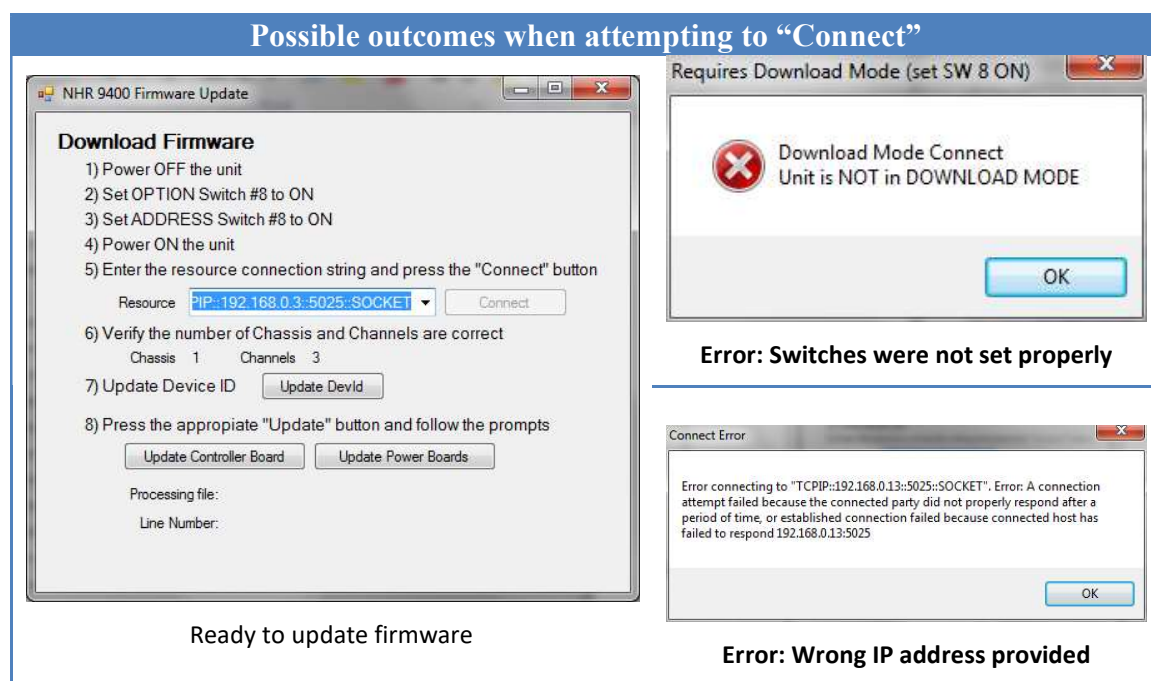 Possible outcomes when attempting to “Connect”
NHR 9400 Firmware Update
Download Firmware
1) Power OFF the unit
2) Set OPTION Switch #8 to ON
3) Set ADDRESS Switch #8 to ON
4) Power ON the unit
5) Enter the resource connection string and press the "Connect" button
Resource PIP::192.168.0.3::5025::SOCKET Connect
6) Verify the number of Chassis and Channels are correct
Chassis 1 Channels 3
7) Update Device ID Update DevId
8) Press the appropiate "Update" button and follow the prompts
Update Controller Board Update Power Boards
Processing file:
Line Number:
Ready to update firmware
Requires Download Mode (set SW 8 ON)
Download Mode Connect
Unit is NOT in DOWNLOAD MODE
OK
Error: Switches were not set properly
Connect Error
Error connecting to "TCPIP::192.168.0.13::5025::SOCKET". Error: A connection
attempt failed because the connected party did not properly respond after a
period of time, or established connection failed because connected host has
failed to respond 192.168.0.13:5025
OK
Error: Wrong IP address provided